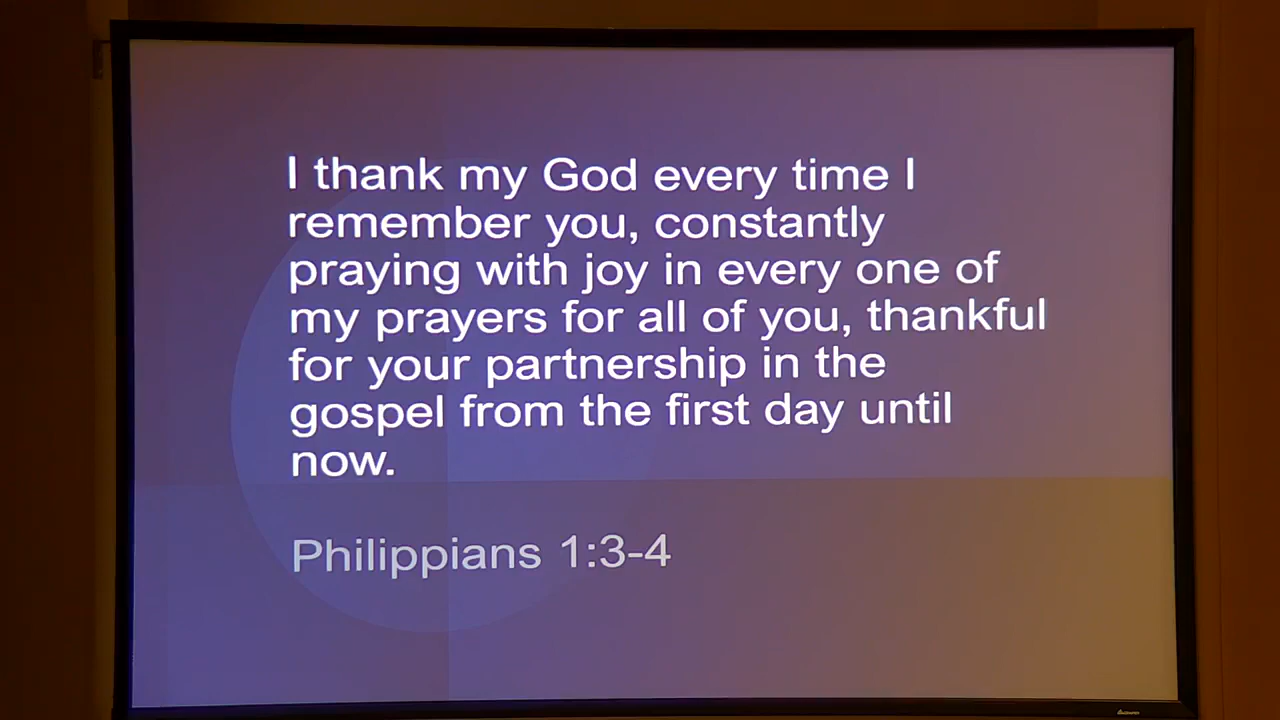 I thank my God every time I
remember you, constantly
praying with joy in every one of
my prayers for all of you, thankful
for your partnership in the
gospel from the first day until
now.
Philippians 1:3-4